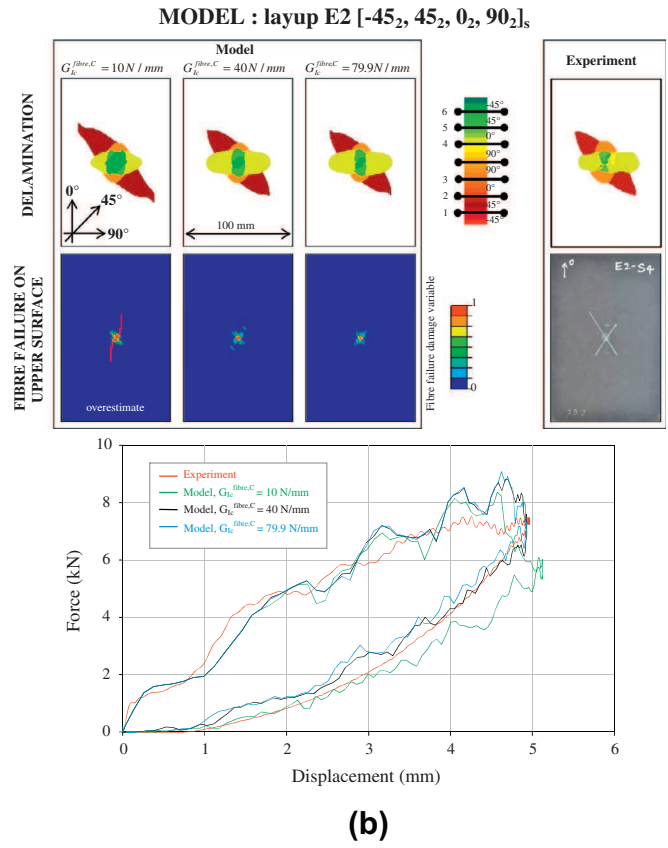 MODEL : layup E2 [-45₂, 45₂, 0₂, 90₂]ₛ
Model
G_Ic^fibre,C = 10 N / mm
G_Ic^fibre,C = 40 N / mm
G_Ic^fibre,C = 79.9 N / mm
Experiment
DELAMINATION
0°
45°
90°
100 mm
6
5
4
3
2
1
-45°
45°
0°
90°
90°
0°
45°
-45°
FIBRE FAILURE ON
UPPER SURFACE
overestimate
Fibre failure damage variable
1
0
0
E2-S4
Experiment
Model, G_Ic^fibre,C = 10 N/mm
Model, G_Ic^fibre,C = 40 N/mm
Model, G_Ic^fibre,C = 79.9 N/mm
Force (kN)
10
8
6
4
2
0
0 1 2 3 4 5 6
Displacement (mm)
(b)